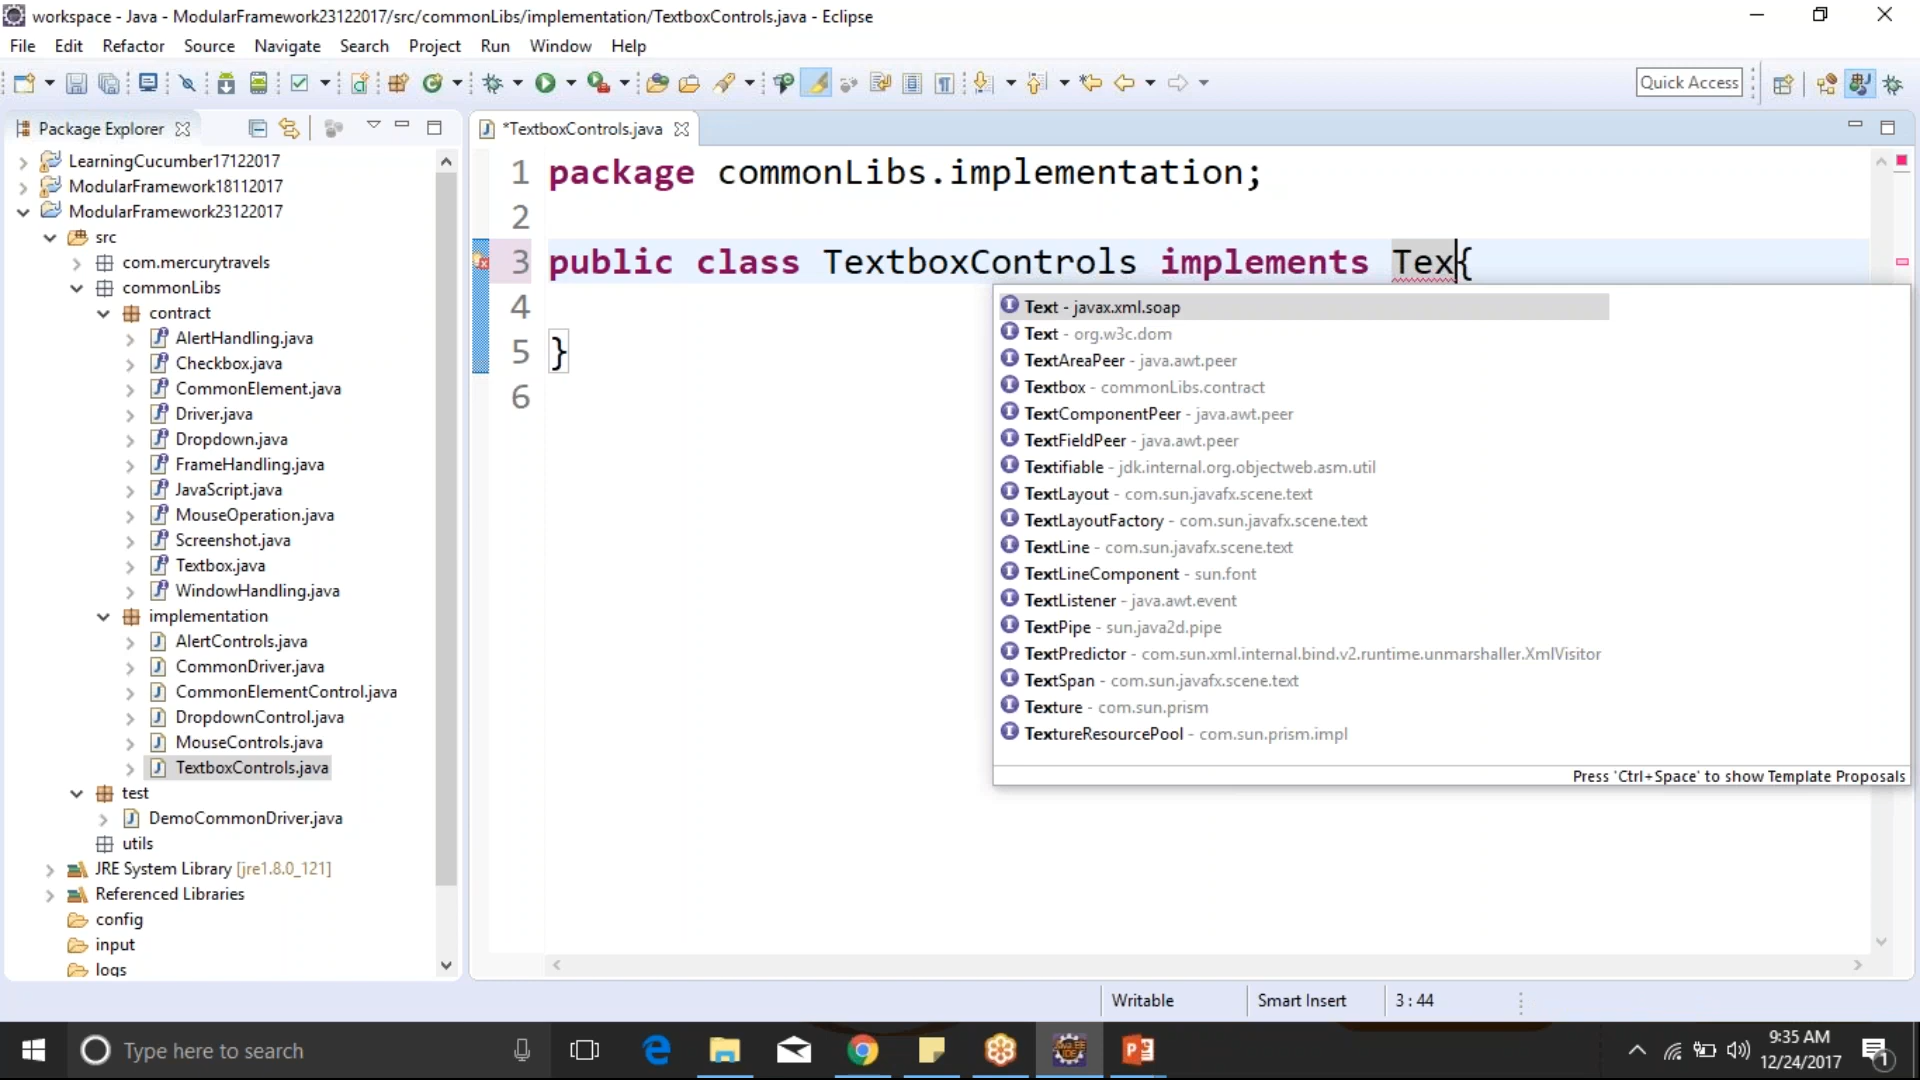 workspace - Java - ModularFramework23122017/src/commonLibs/implementation/TextboxControls.java - Eclipse
File Edit Refactor Source Navigate Search Project Run Window Help
Quick Access
Package Explorer
*TextboxControls.java
LearningCucumber17122017
ModularFramework18112017
ModularFramework23122017
src
com.mercurytravels
commonLibs
contract
AlertHandling.java
Checkbox.java
CommonElement.java
Driver.java
Dropdown.java
FrameHandling.java
JavaScript.java
MouseOperation.java
Screenshot.java
Textbox.java
WindowHandling.java
implementation
AlertControls.java
CommonDriver.java
CommonElementControl.java
DropdownControl.java
MouseControls.java
TextboxControls.java
test
DemoCommonDriver.java
utils
JRE System Library [jre1.8.0_121]
Referenced Libraries
config
input
logs
1 package commonLibs.implementation;
2
3 public class TextboxControls implements Tex{
4
5 }
6
Text - javax.xml.soap
Text - org.w3c.dom
TextAreaPeer - java.awt.peer
Textbox - commonLibs.contract
TextComponentPeer - java.awt.peer
TextFieldPeer - java.awt.peer
Textifiable - jdk.internal.org.objectweb.asm.util
TextLayout - com.sun.javafx.scene.text
TextLayoutFactory - com.sun.javafx.scene.text
TextLine - com.sun.javafx.scene.text
TextLineComponent - sun.font
TextListener - java.awt.event
TextPipe - sun.java2d.pipe
TextPredictor - com.sun.xml.internal.bind.v2.runtime.unmarshaller.XmlVisitor
TextSpan - com.sun.javafx.scene.text
Texture - com.sun.prism
TextureResourcePool - com.sun.prism.impl
Press 'Ctrl+Space' to show Template Proposals
Writable Smart Insert 3 : 44
Type here to search
9:35 AM
12/24/2017
1